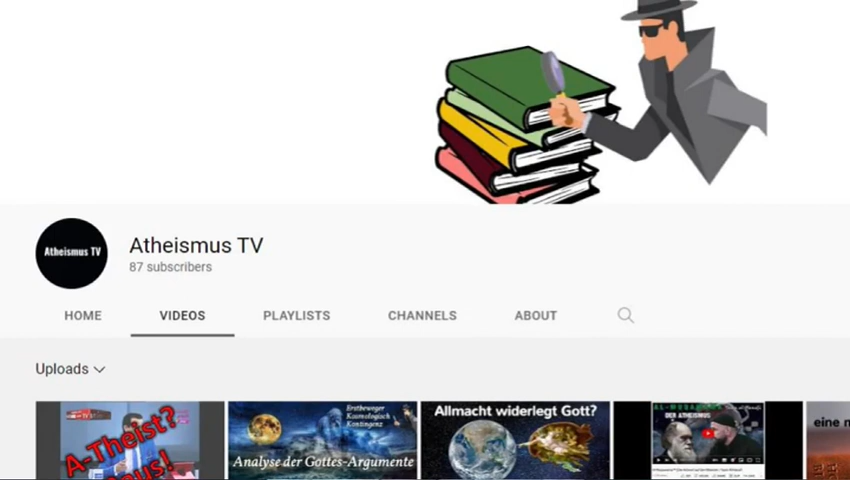 Atheismus TV
Atheismus TV
87 subscribers
HOME VIDEOS PLAYLISTS CHANNELS ABOUT
Uploads
A-Theist?
Erstbeweger
Kosmologisch
Kontingenz
Analyse der Gottes-Argumente
Allmacht widerlegt Gott?
DER ATHEISMUS
eine n